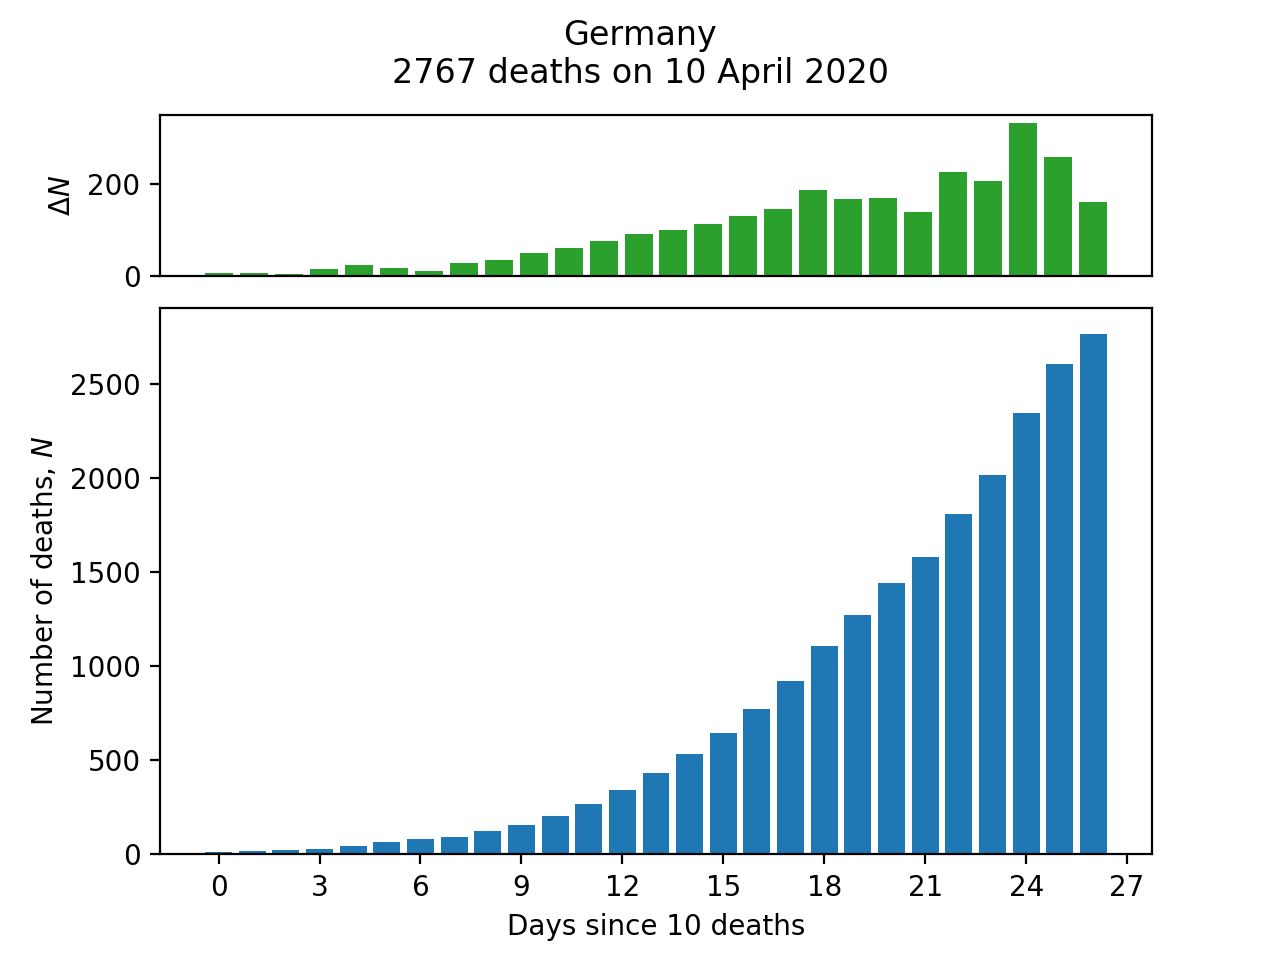 Germany
2767 deaths on 10 April 2020
ΔN
200
0
Number of deaths, N
2500
2000
1500
1000
500
0
0 3 6 9 12 15 18 21 24 27
Days since 10 deaths